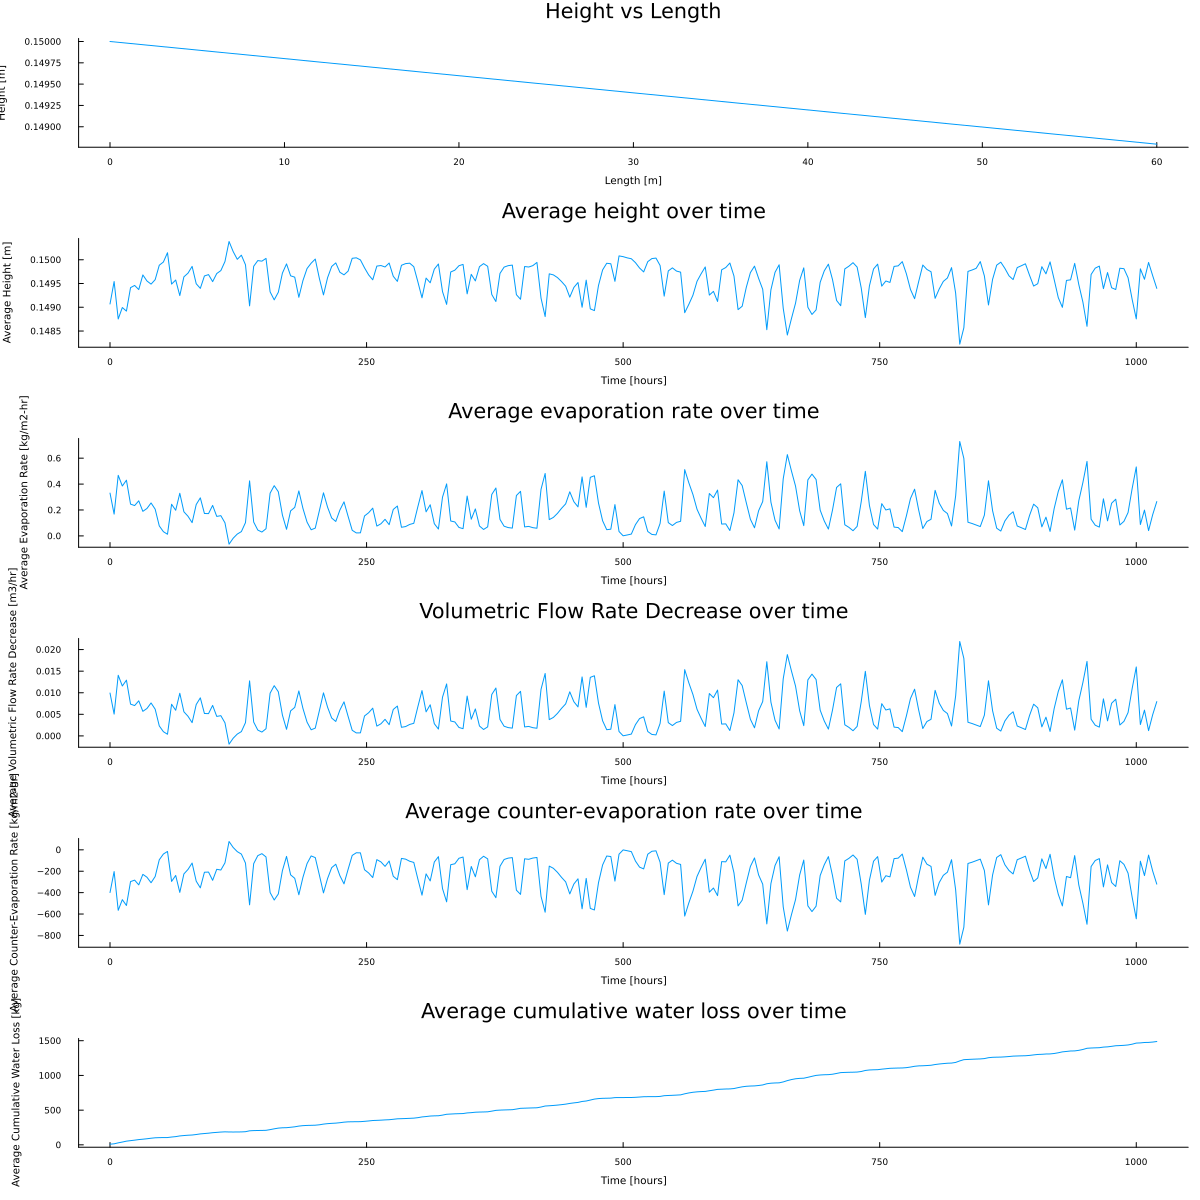 Height vs Length
Height [m]
0.15000
0.14975
0.14950
0.14925
0.14900
0 10 20 30 40 50 60
Length [m]
Average height over time
Average Height [m]
0.1500
0.1495
0.1490
0.1485
0 250 500 750 1000
Time [hours]
Average evaporation rate over time
Average Evaporation Rate [kg/m2-hr]
0.6
0.4
0.2
0.0
0 250 500 750 1000
Time [hours]
Volumetric Flow Rate Decrease over time
Average Volumetric Flow Rate Decrease [m3/hr]
0.020
0.015
0.010
0.005
0.000
0 250 500 750 1000
Time [hours]
Average counter-evaporation rate over time
Average Counter-Evaporation Rate [kg/m2-hr]
0
−200
−400
−600
−800
0 250 500 750 1000
Time [hours]
Average cumulative water loss over time
Average Cumulative Water Loss [kg]
1500
1000
500
0
0 250 500 750 1000
Time [hours]